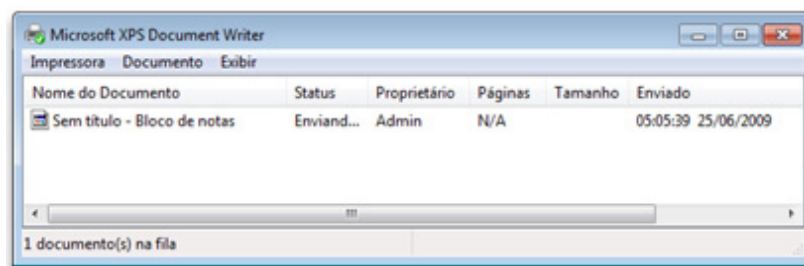 Microsoft XPS Document Writer
Impressora Documento Exibir
Nome do Documento Status Proprietário Páginas Tamanho Enviado
Sem título - Bloco de notas Enviand... Admin N/A 05:05:39 25/06/2009
1 documento(s) na fila